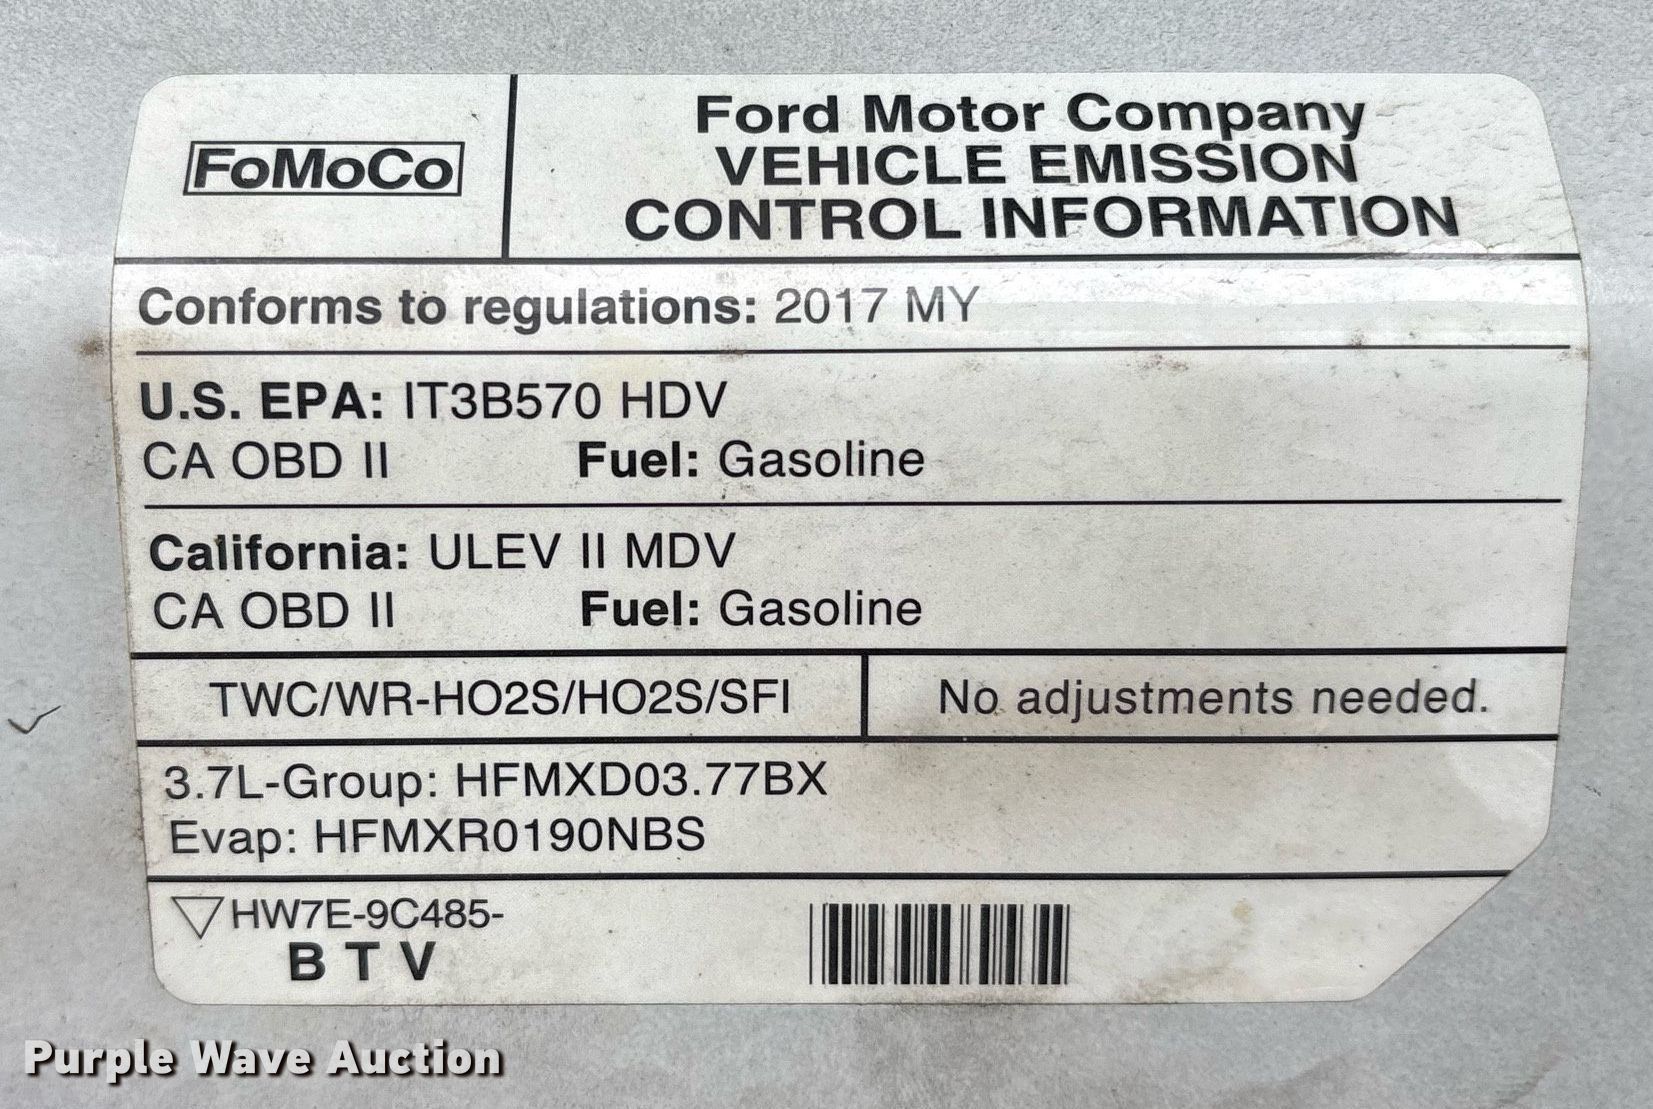 FoMoCo
Ford Motor Company
VEHICLE EMISSION
CONTROL INFORMATION
Conforms to regulations: 2017 MY
U.S. EPA: IT3B570 HDV
CA OBD II Fuel: Gasoline
California: ULEV II MDV
CA OBD II Fuel: Gasoline
TWC/WR-HO2S/HO2S/SFI
No adjustments needed.
3.7L-Group: HFMXD03.77BX
Evap: HFMXR0190NBS
HW7E-9C485-
B T V
Purple Wave Auction